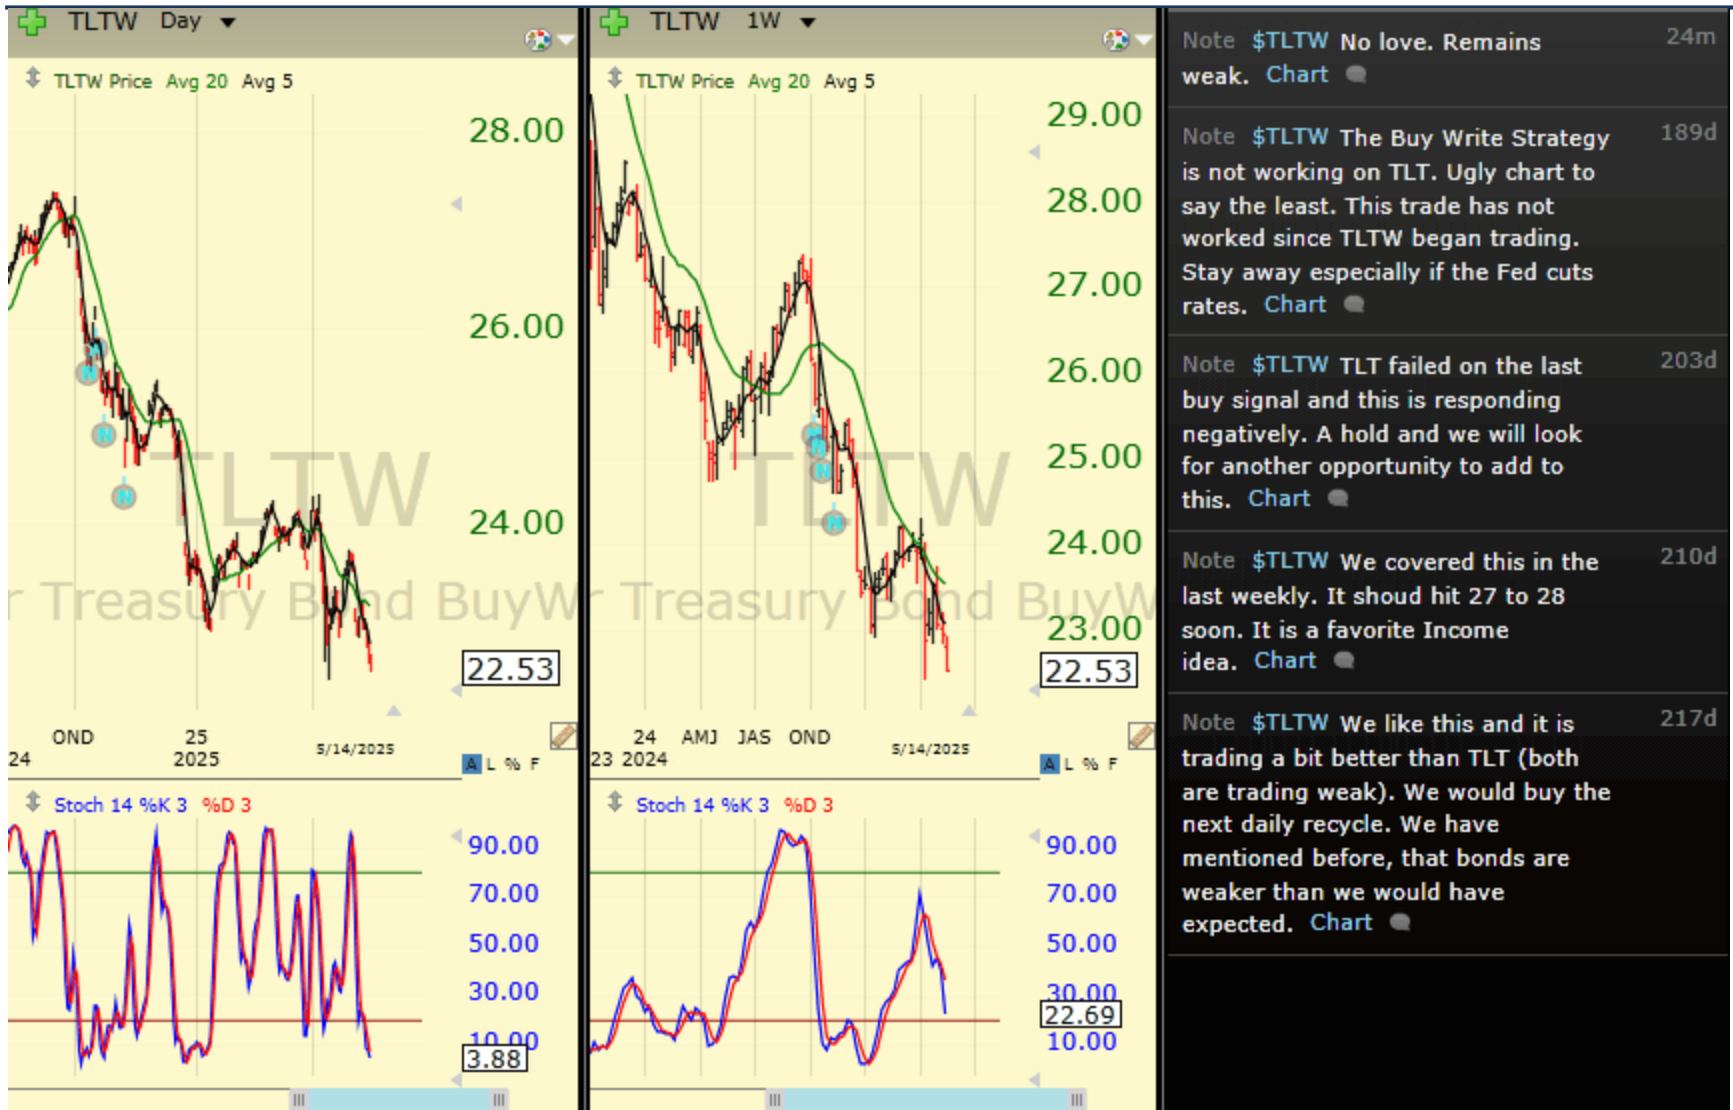 TLTW Day
TLTW Price Avg 20 Avg 5
28.00
26.00
24.00
TLTW
r Treasury Bond BuyW
22.53
OND 25
24 2025 5/14/2025
A L % F
Stoch 14 %K 3 %D 3
90.00
70.00
50.00
30.00
10.00
3.88
TLTW 1W
TLTW Price Avg 20 Avg 5
29.00
28.00
27.00
26.00
25.00
24.00
23.00
TLTW
r Treasury Bond BuyW
22.53
24 AMJ JAS OND
23 2024 5/14/2025
A L % F
Stoch 14 %K 3 %D 3
90.00
70.00
50.00
30.00
22.69
10.00
N
N
N
N
N
N
N
N
Note $TLTW No love. Remains 24m
weak. Chart
Note $TLTW The Buy Write Strategy 189d
is not working on TLT. Ugly chart to
say the least. This trade has not
worked since TLTW began trading.
Stay away especially if the Fed cuts
rates. Chart
Note $TLTW TLT failed on the last 203d
buy signal and this is responding
negatively. A hold and we will look
for another opportunity to add to
this. Chart
Note $TLTW We covered this in the 210d
last weekly. It shoud hit 27 to 28
soon. It is a favorite Income
idea. Chart
Note $TLTW We like this and it is 217d
trading a bit better than TLT (both
are trading weak). We would buy the
next daily recycle. We have
mentioned before, that bonds are
weaker than we would have
expected. Chart